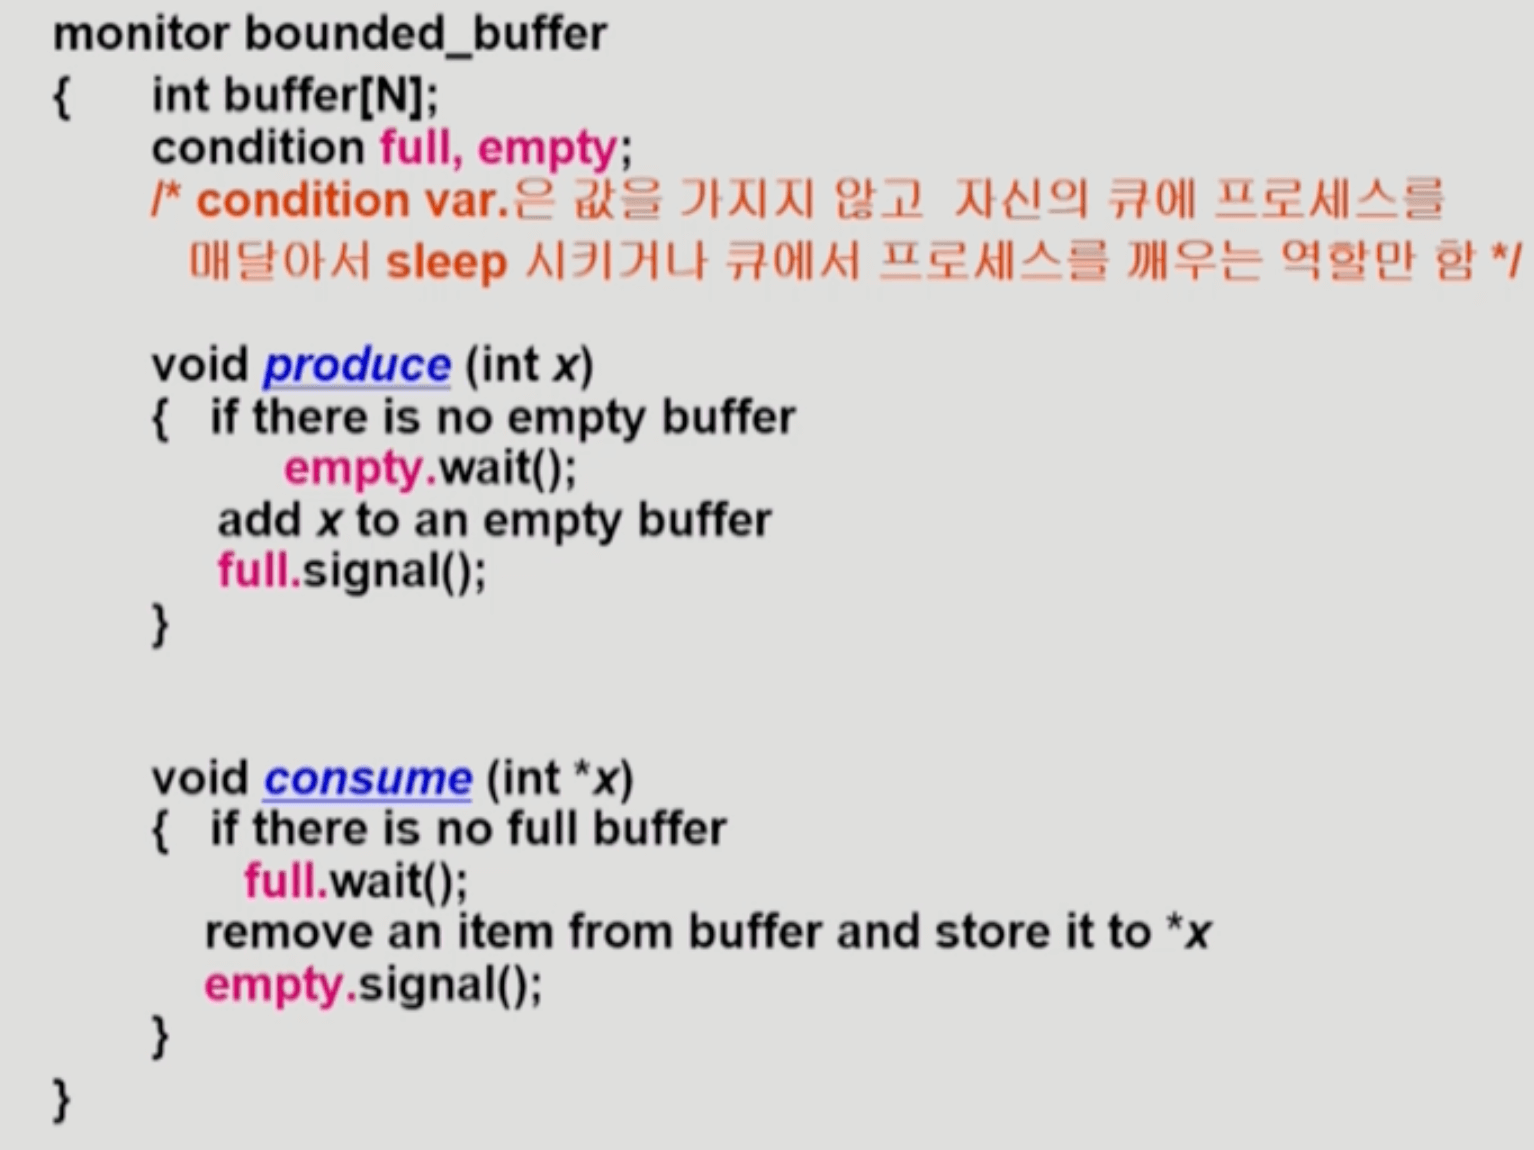 monitor bounded_buffer
{ int buffer[N];
condition full, empty;
/* condition var.은 값을 가지지 않고 자신의 큐에 프로세스를
매달아서 sleep 시키거나 큐에서 프로세스를 깨우는 역할만 함 */
void produce (int x)
{ if there is no empty buffer
empty.wait();
add x to an empty buffer
full.signal();
}
void consume (int *x)
{ if there is no full buffer
full.wait();
remove an item from buffer and store it to *x
empty.signal();
}
}